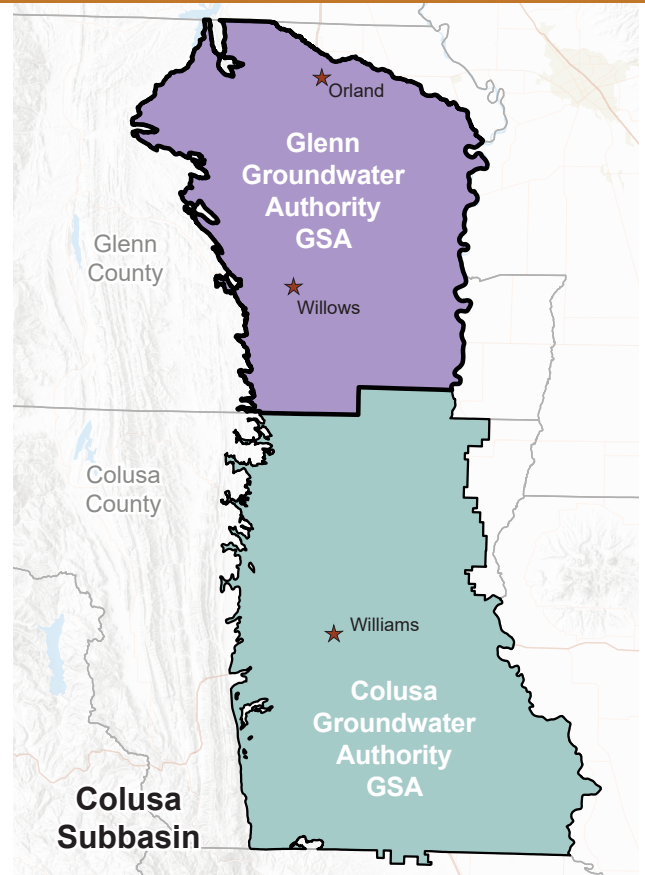 Orland
Glenn
Groundwater
Authority
GSA
Glenn
County
Willows
Colusa
County
Williams
Colusa
Groundwater
Authority
GSA
Colusa
Subbasin